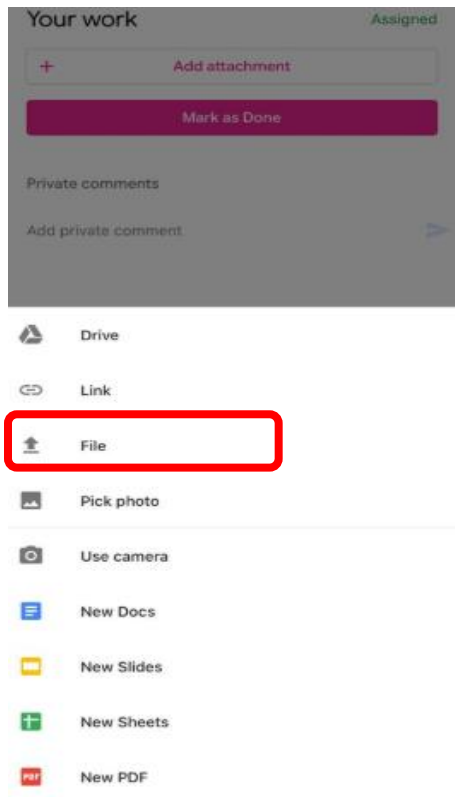 Your work Assigned
+ Add attachment
Mark as Done
Private comments
Add private comment
Drive
Link
File
Pick photo
Use camera
New Docs
New Slides
New Sheets
PDF New PDF